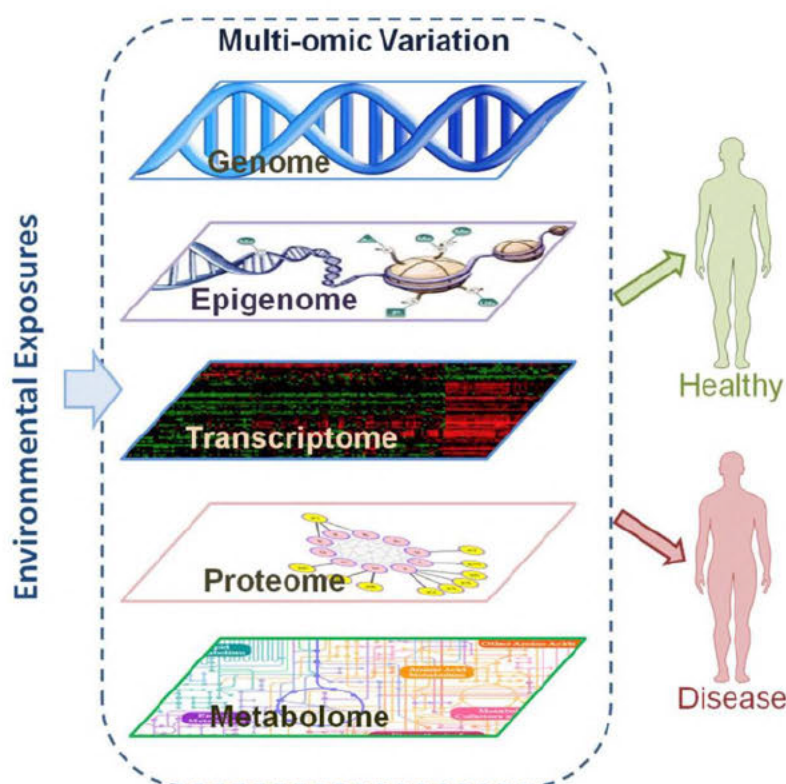 Multi-omic Variation
Environmental Exposures
Genome
Epigenome
Transcriptome
Proteome
Metabolome
Healthy
Disease